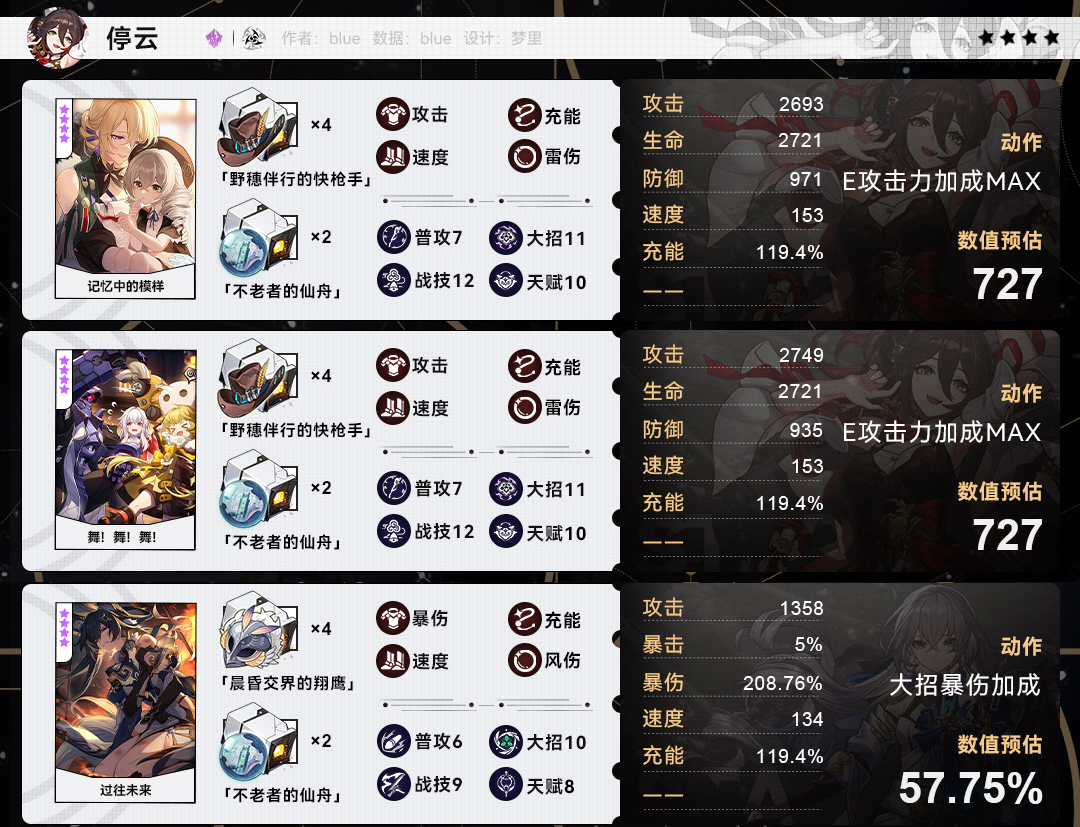 停云 作者：blue 数据：blue 设计：梦里
记忆中的模样
×4
「野穗伴行的快枪手」
×2
「不老者的仙舟」
攻击 充能
速度 雷伤
普攻7 大招11
战技12 天赋10
攻击 2693
生命 2721
防御 971
速度 153
充能 119.4%
——
动作
E攻击力加成MAX
数值预估
727
舞！舞！舞！
×4
「野穗伴行的快枪手」
×2
「不老者的仙舟」
攻击 充能
速度 雷伤
普攻7 大招11
战技12 天赋10
攻击 2749
生命 2721
防御 935
速度 153
充能 119.4%
——
动作
E攻击力加成MAX
数值预估
727
过往未来
×4
「晨昏交界的翔鹰」
×2
「不老者的仙舟」
暴伤 充能
速度 风伤
普攻6 大招10
战技9 天赋8
攻击 1358
暴击 5%
暴伤 208.76%
速度 134
充能 119.4%
——
动作
大招暴伤加成
数值预估
57.75%